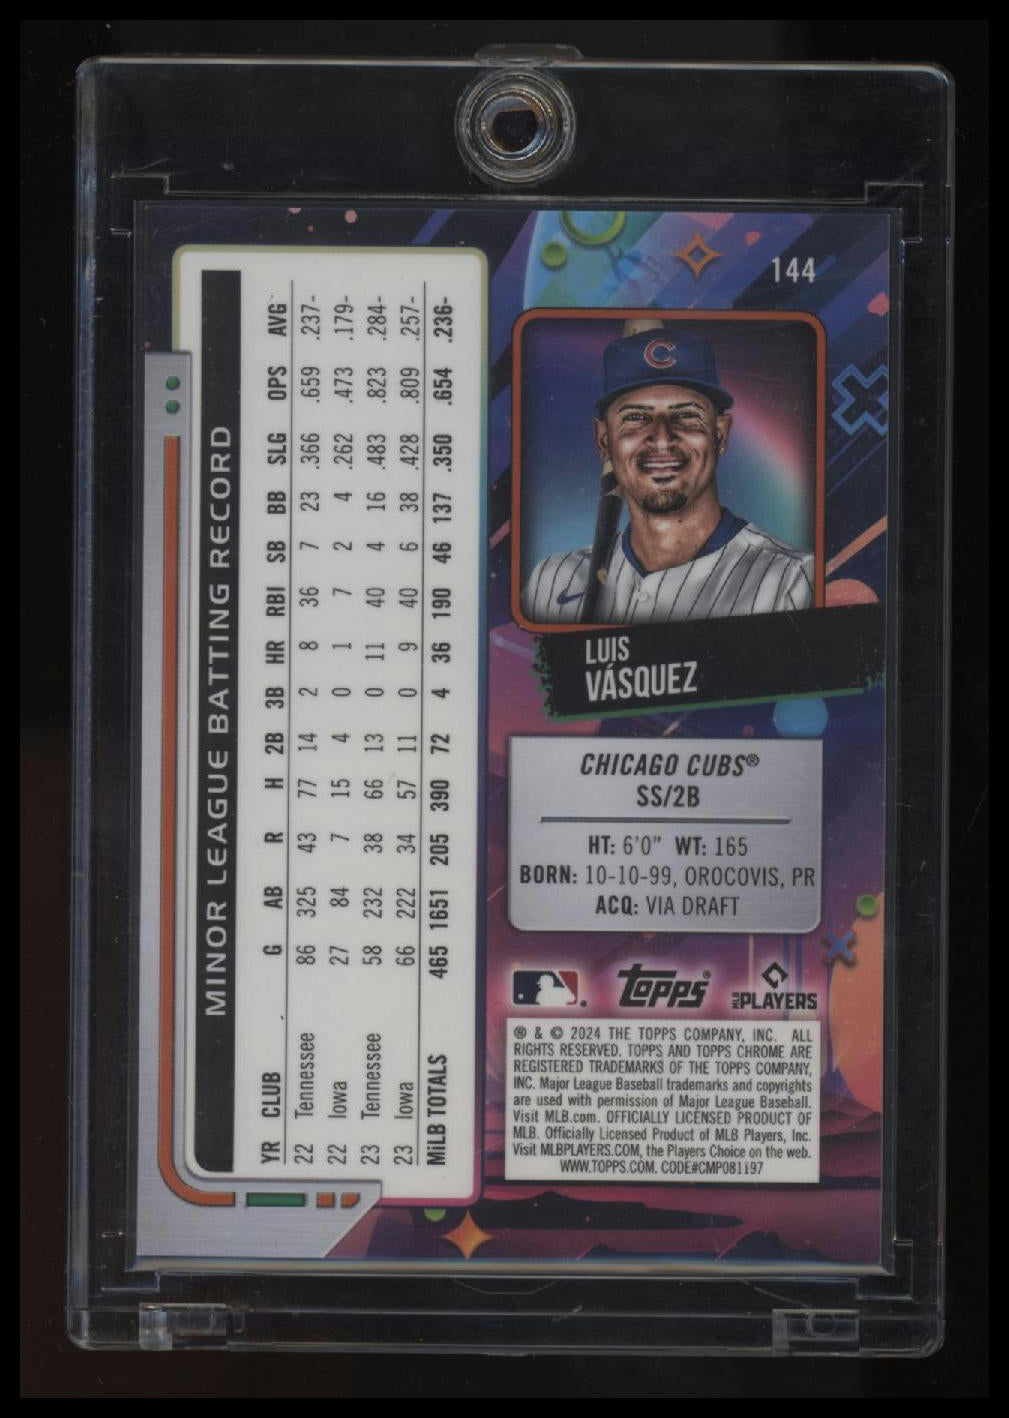 144
LUIS
VÁSQUEZ
CHICAGO CUBS®
SS/2B
HT: 6'0" WT: 165
BORN: 10-10-99, OROCOVIS, PR
ACQ: VIA DRAFT
Topps®
MLB PLAYERS
® & © 2024 THE TOPPS COMPANY, INC. ALL
RIGHTS RESERVED. TOPPS AND TOPPS CHROME ARE
REGISTERED TRADEMARKS OF THE TOPPS COMPANY,
INC. Major League Baseball trademarks and copyrights
are used with permission of Major League Baseball.
Visit MLB.com. OFFICIALLY LICENSED PRODUCT OF
MLB. Officially Licensed Product of MLB Players, Inc.
Visit MLBPLAYERS.COM, the Players Choice on the web.
WWW.TOPPS.COM. CODE#CMP081197
MINOR LEAGUE BATTING RECORD
YR CLUB G AB R H 2B 3B HR RBI SB BB SLG OPS AVG
22 Tennessee 86 325 43 77 14 2 8 36 7 23 .366 .659 .237-
22 Iowa 27 84 7 15 4 0 1 7 2 4 .262 .473 .179-
23 Tennessee 58 232 38 66 13 0 11 40 4 16 .483 .823 .284-
23 Iowa 66 222 34 57 11 0 9 40 6 38 .428 .809 .257-
MiLB TOTALS 465 1651 205 390 72 4 36 190 46 137 .350 .654 .236-
C